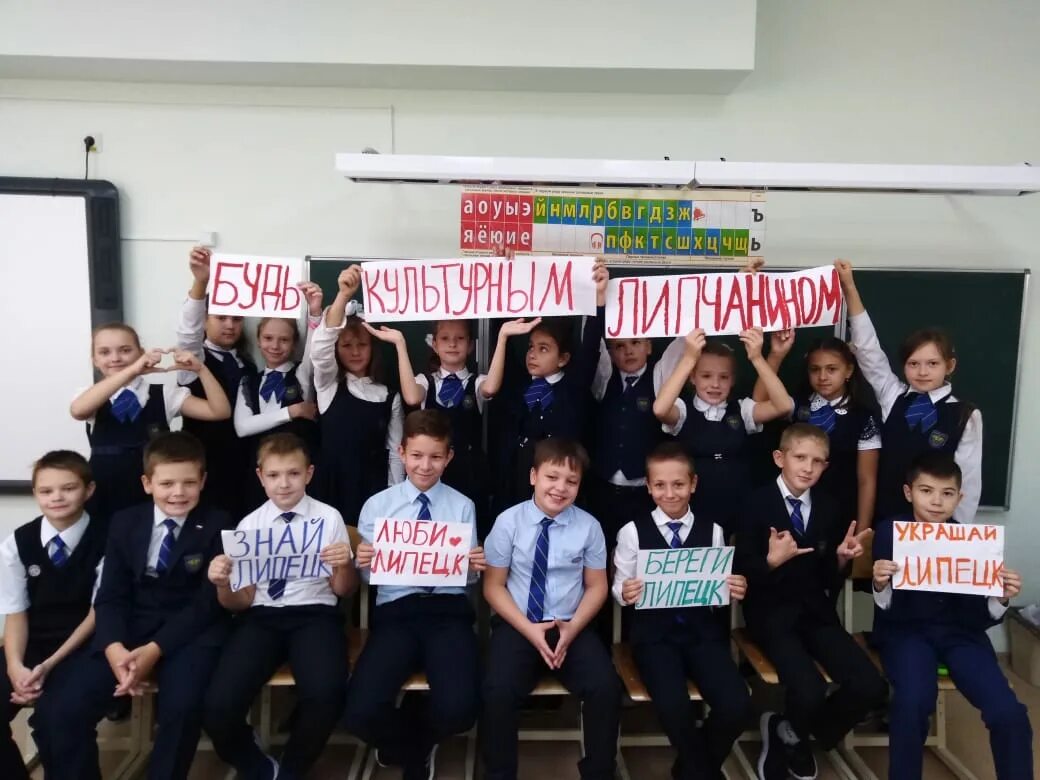 а о у ы э й н м л р б в г д з ж ъ
я ё ю и е п ф к т с ш х ц ч щ ь
БУДЬ КУЛЬТУРНЫМ ЛИПЧАНИНОМ
ЗНАЙ
ЛИПЕЦК
ЛЮБИ
ЛИПЕЦК
БЕРЕГИ
ЛИПЕЦК
УКРАШАЙ
ЛИПЕЦК